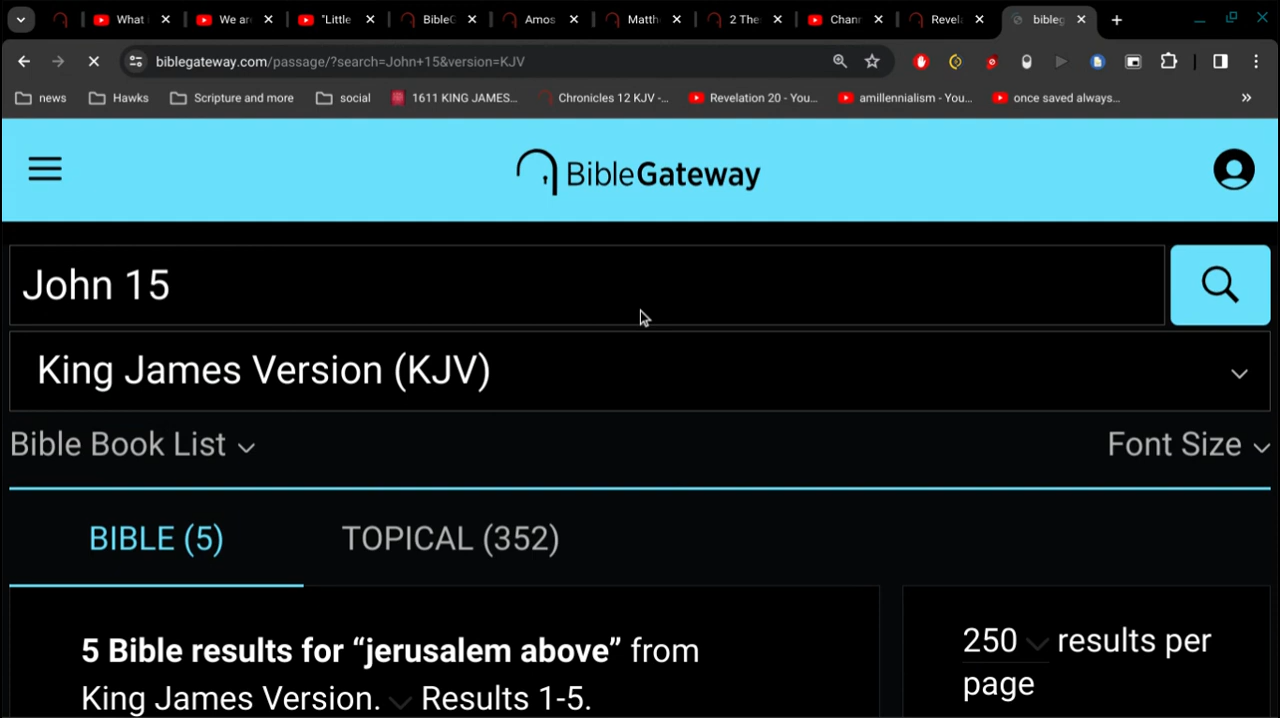 What
We are
"Little
BibleG
Amos
Matth
2 The
Chann
Revel
bibleg
biblegateway.com/passage/?search=John+15&version=KJV
news
Hawks
Scripture and more
social
1611 KING JAMES...
Chronicles 12 KJV -...
Revelation 20 - You...
amillennialism - You...
once saved always...
BibleGateway
John 15
King James Version (KJV)
Bible Book List
Font Size
BIBLE (5)
TOPICAL (352)
5 Bible results for “jerusalem above” from
King James Version. Results 1-5.
250 results per
page